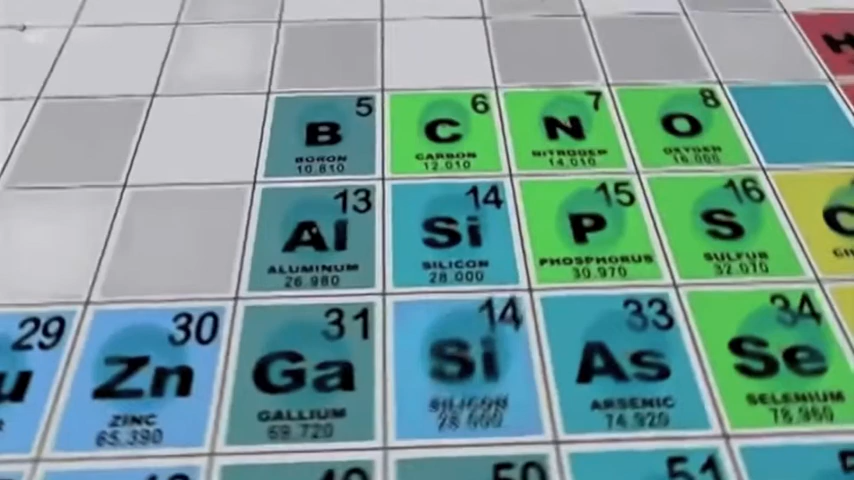 H
5
B
BORON
10.810
6
C
CARBON
12.010
7
N
NITROGEN
14.010
8
O
OXYGEN
16.000
13
Al
ALUMINUM
26.980
14
Si
SILICON
28.000
15
P
PHOSPHORUS
30.970
16
S
SULFUR
32.070
29
30
Zn
ZINC
65.390
31
Ga
GALLIUM
69.720
14
Si
SILICON
28.000
33
As
ARSENIC
74.920
34
Se
SELENIUM
78.960
50
51